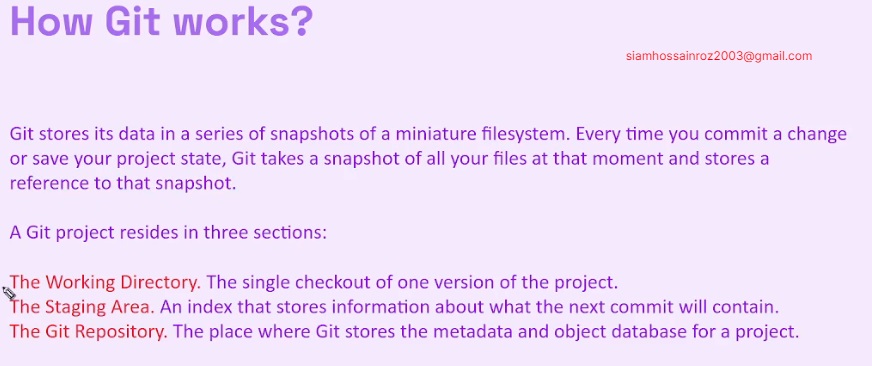 How Git works?
siamhossainroz2003@gmail.com
Git stores its data in a series of snapshots of a miniature filesystem. Every time you commit a change
or save your project state, Git takes a snapshot of all your files at that moment and stores a
reference to that snapshot.
A Git project resides in three sections:
The Working Directory. The single checkout of one version of the project.
The Staging Area. An index that stores information about what the next commit will contain.
The Git Repository. The place where Git stores the metadata and object database for a project.